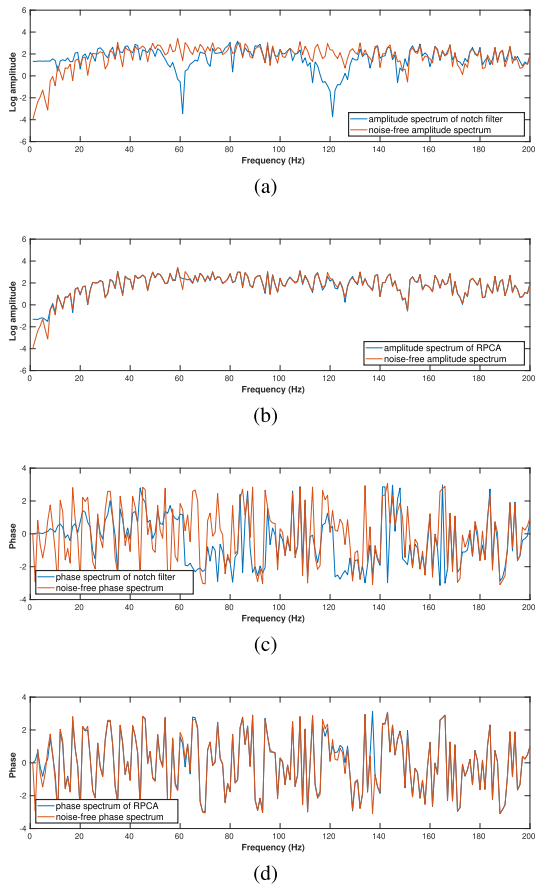 6
4
2
0
-2
-4
-6
Log amplitude
0 20 40 60 80 100 120 140 160 180 200
Frequency (Hz)
amplitude spectrum of notch filter
noise-free amplitude spectrum
(a)
6
4
2
0
-2
-4
-6
Log amplitude
0 20 40 60 80 100 120 140 160 180 200
Frequency (Hz)
amplitude spectrum of RPCA
noise-free amplitude spectrum
(b)
4
2
0
-2
-4
Phase
0 20 40 60 80 100 120 140 160 180 200
Frequency (Hz)
phase spectrum of notch filter
noise-free phase spectrum
(c)
4
2
0
-2
-4
Phase
0 20 40 60 80 100 120 140 160 180 200
Frequency (Hz)
phase spectrum of RPCA
noise-free phase spectrum
(d)